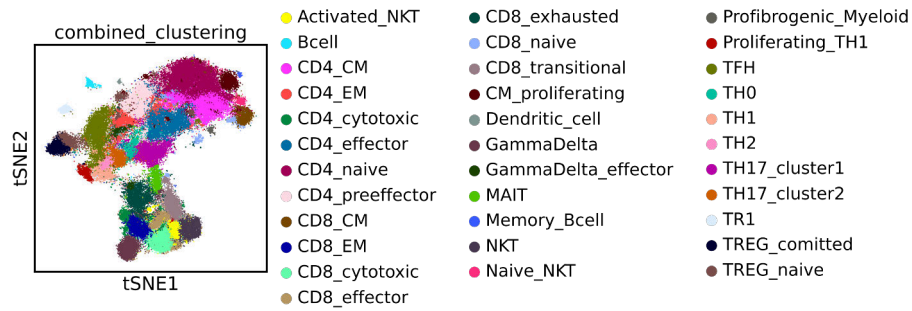 combined_clustering
tSNE2
tSNE1
Activated_NKT
Bcell
CD4_CM
CD4_EM
CD4_cytotoxic
CD4_effector
CD4_naive
CD4_preeffector
CD8_CM
CD8_EM
CD8_cytotoxic
CD8_effector
CD8_exhausted
CD8_naive
CD8_transitional
CM_proliferating
Dendritic_cell
GammaDelta
GammaDelta_effector
MAIT
Memory_Bcell
NKT
Naive_NKT
Profibrogenic_Myeloid
Proliferating_TH1
TFH
TH0
TH1
TH2
TH17_cluster1
TH17_cluster2
TR1
TREG_comitted
TREG_naive